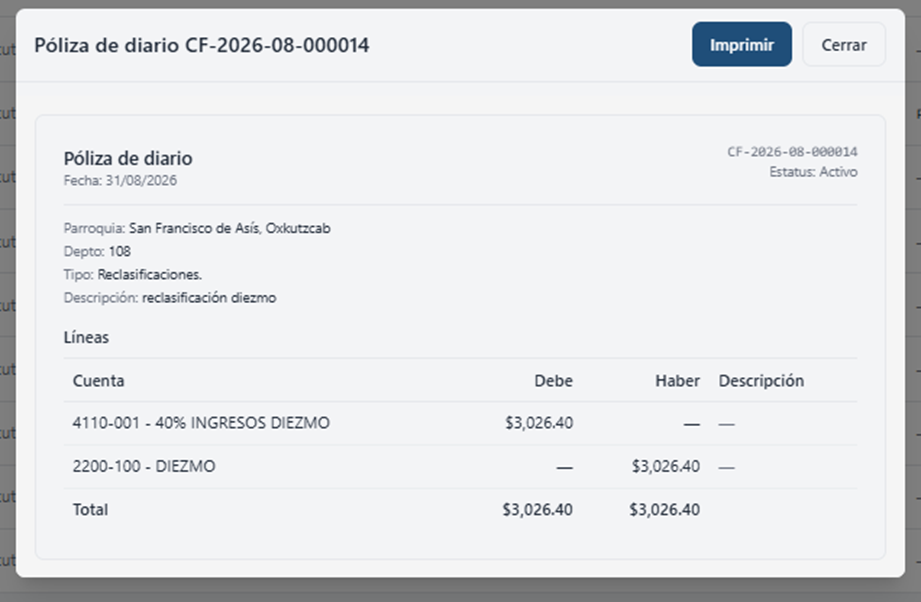 Póliza de diario CF-2026-08-000014
Imprimir
Cerrar
Póliza de diario
CF-2026-08-000014
Fecha: 31/08/2026
Estatus: Activo
Parroquia: San Francisco de Asís, Oxkutzcab
Depto: 108
Tipo: Reclasificaciones.
Descripción: reclasificación diezmo
Líneas
Cuenta Debe Haber Descripción
4110-001 - 40% INGRESOS DIEZMO $3,026.40 — —
2200-100 - DIEZMO — $3,026.40 —
Total $3,026.40 $3,026.40